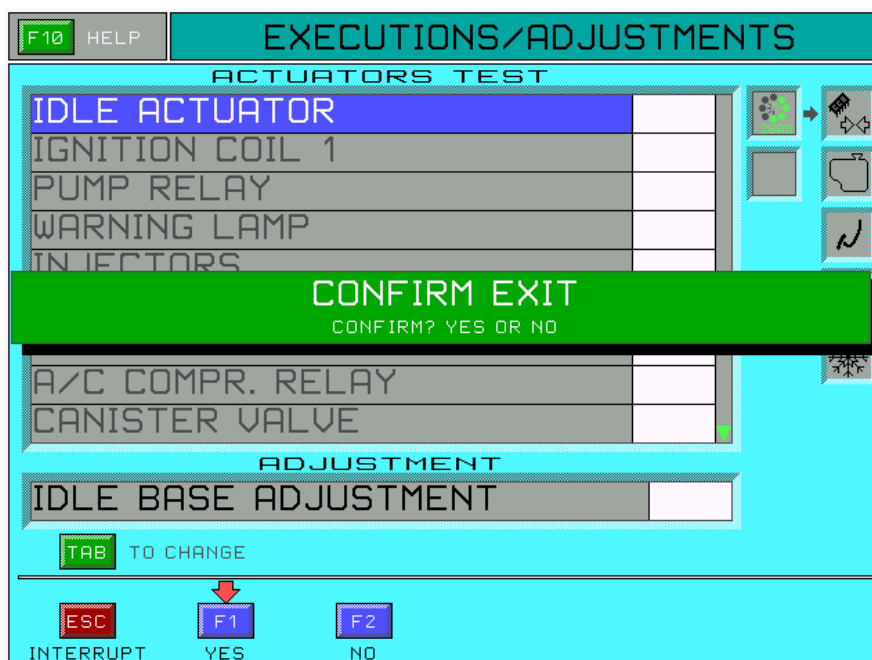 F10 HELP EXECUTIONS/ADJUSTMENTS
ACTUATORS TEST
IDLE ACTUATOR
IGNITION COIL 1
PUMP RELAY
WARNING LAMP
INJECTORS
CONFIRM EXIT
CONFIRM? YES OR NO
A/C COMPR. RELAY
CANISTER VALVE
ADJUSTMENT
IDLE BASE ADJUSTMENT
TAB TO CHANGE
ESC F1 F2
INTERRUPT YES NO